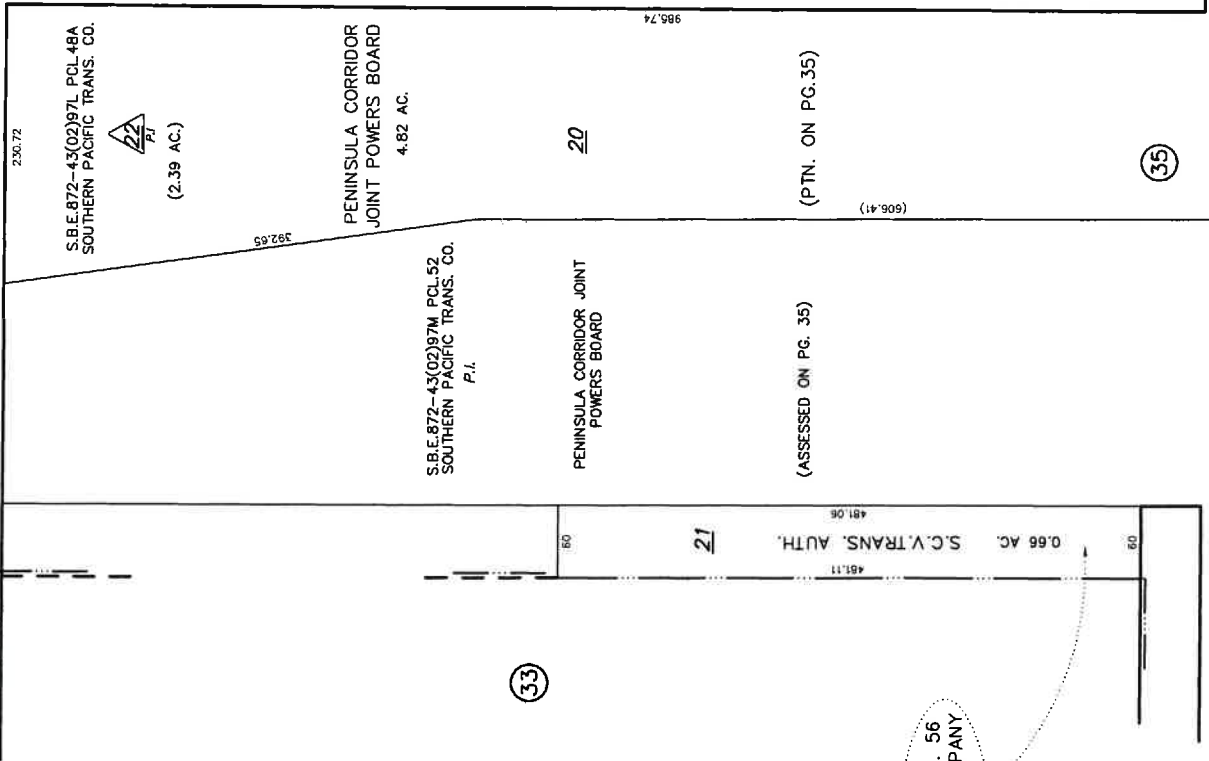 230.72
S.B.E.872-43(02)97L PCL.48A
SOUTHERN PACIFIC TRANS. CO.
22
P.I
(2.39 AC.)
985.74
PENINSULA CORRIDOR
JOINT POWERS BOARD
4.82 AC.
392.65
20
(PTN. ON PG.35)
(606.41)
35
S.B.E.872-43(02)97M PCL.52
SOUTHERN PACIFIC TRANS. CO.
P.I.
PENINSULA CORRIDOR JOINT
POWERS BOARD
(ASSESSED ON PG. 35)
60
21
481.06
0.66 AC. S.C.V.TRANS. AUTH.
481.11
60
33
. 56
PANY